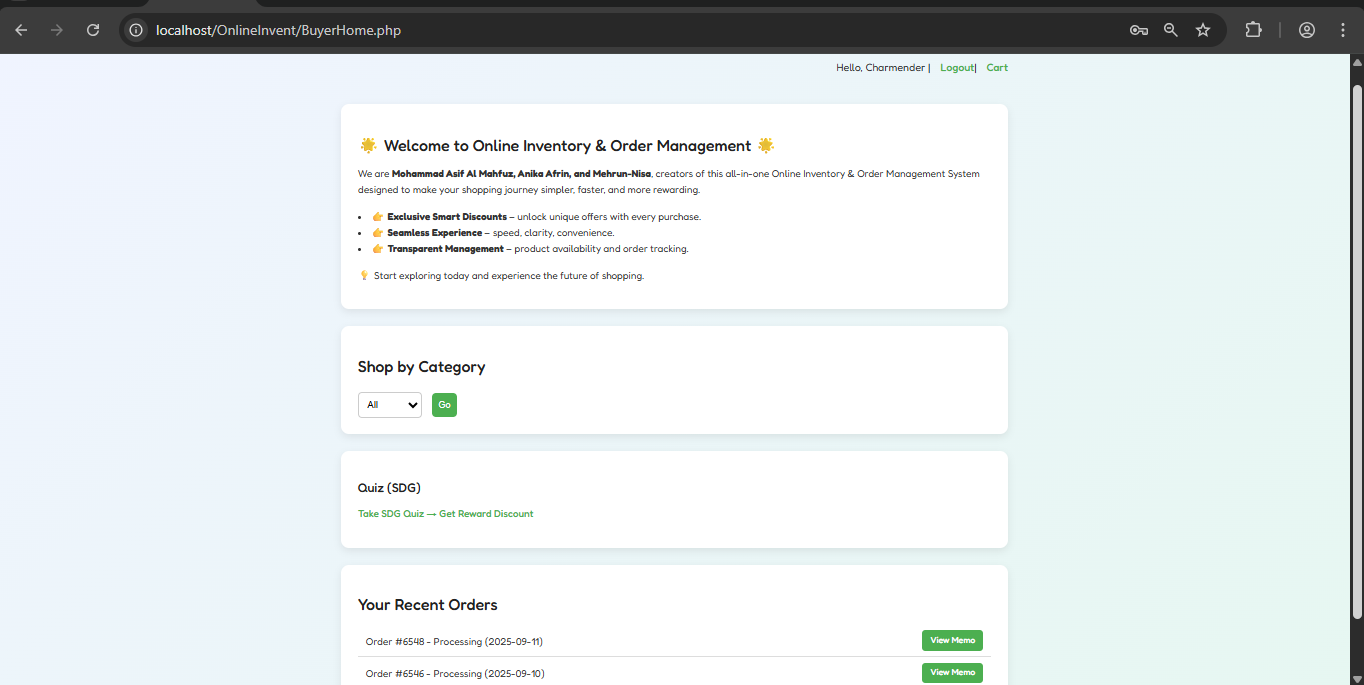 localhost/OnlineInvent/BuyerHome.php
Hello, Charmender | Logout| Cart
🌟 Welcome to Online Inventory & Order Management 🌟
We are Mohammad Asif Al Mahfuz, Anika Afrin, and Mehrun-Nisa, creators of this all-in-one Online Inventory & Order Management System
designed to make your shopping journey simpler, faster, and more rewarding.
• 👉 Exclusive Smart Discounts – unlock unique offers with every purchase.
• 👉 Seamless Experience – speed, clarity, convenience.
• 👉 Transparent Management – product availability and order tracking.
💡 Start exploring today and experience the future of shopping.
Shop by Category
All Go
Quiz (SDG)
Take SDG Quiz → Get Reward Discount
Your Recent Orders
Order #6548 - Processing (2025-09-11) View Memo
Order #6546 - Processing (2025-09-10) View Memo